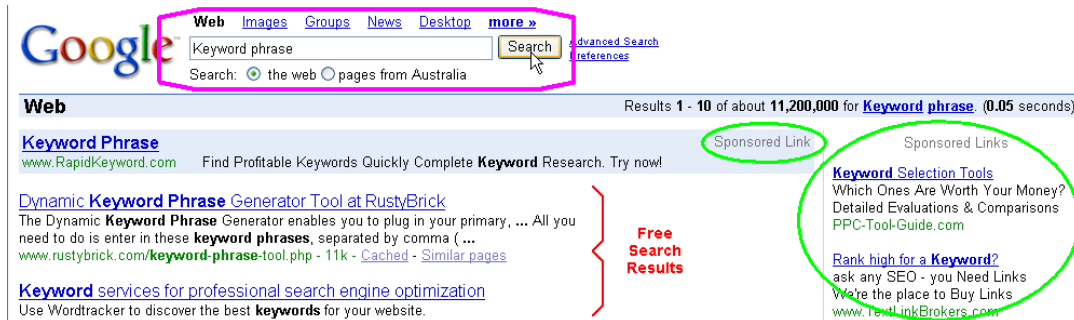 Web Images Groups News Desktop more »
Google™
Keyword phrase Search Advanced Search
Preferences
Search: the web pages from Australia
Web Results 1 - 10 of about 11,200,000 for Keyword phrase. (0.05 seconds)
Keyword Phrase Sponsored Link
www.RapidKeyword.com Find Profitable Keywords Quickly Complete Keyword Research. Try now!
Dynamic Keyword Phrase Generator Tool at RustyBrick
The Dynamic Keyword Phrase Generator enables you to plug in your primary, ... All you
need to do is enter in these keyword phrases, separated by comma ( ...
www.rustybrick.com/keyword-phrase-tool.php - 11k - Cached - Similar pages
Keyword services for professional search engine optimization
Use Wordtracker to discover the best keywords for your website.
Free
Search
Results
Sponsored Links
Keyword Selection Tools
Which Ones Are Worth Your Money?
Detailed Evaluations & Comparisons
PPC-Tool-Guide.com
Rank high for a Keyword?
ask any SEO - you Need Links
We're the place to Buy Links
www.TextLinkBrokers.com